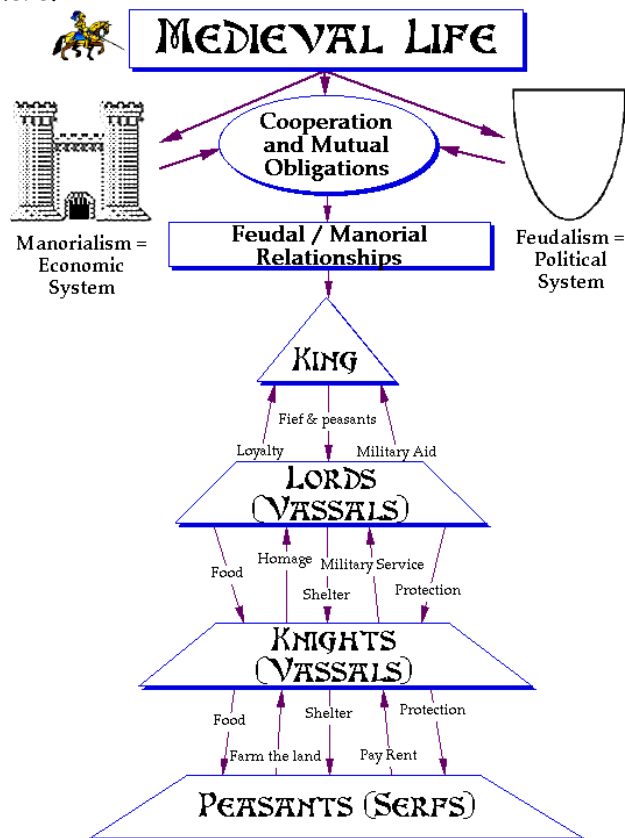 MEDIEVAL LIFE
Cooperation
and Mutual
Obligations
Manorialism =
Economic
System
Feudalism =
Political
System
Feudal / Manorial
Relationships
KING
Fief & peasants
Loyalty
Military Aid
LORDS
(VASSALS)
Homage
Military Service
Food
Shelter
Protection
KNIGHTS
(VASSALS)
Food
Shelter
Protection
Farm the land
Pay Rent
PEASANTS (SERFS)